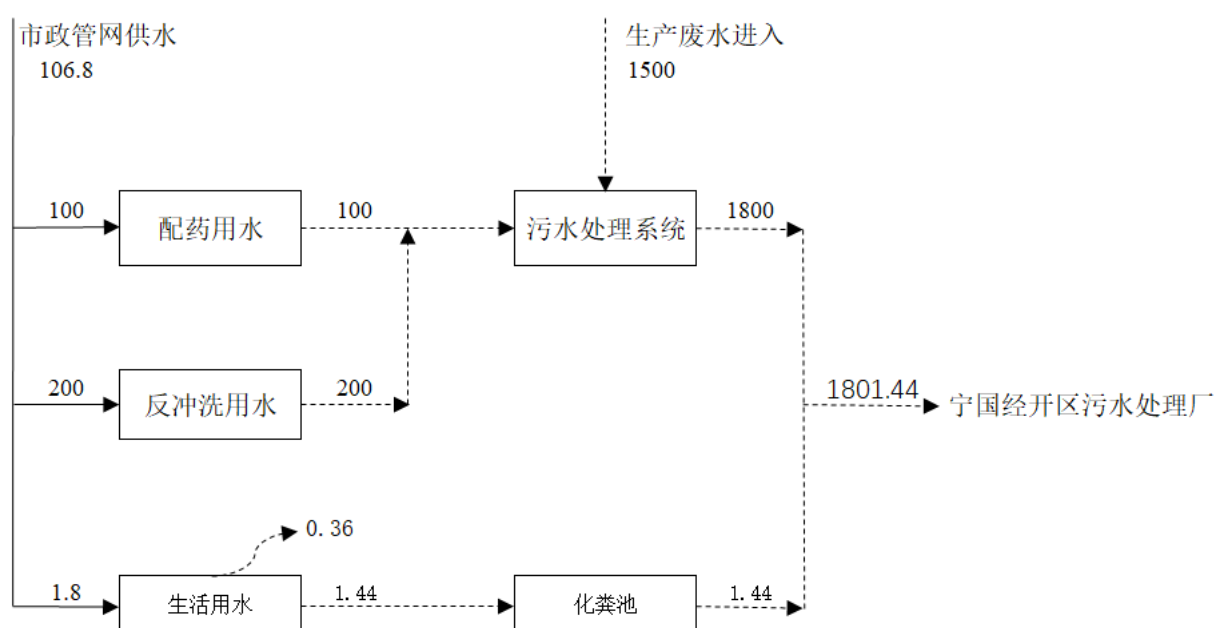 市政管网供水
106.8
生产废水进入
1500
100
配药用水
100
污水处理系统
1800
200
反冲洗用水
200
1801.44
宁国经开区污水处理厂
0.36
1.8
生活用水
1.44
化粪池
1.44